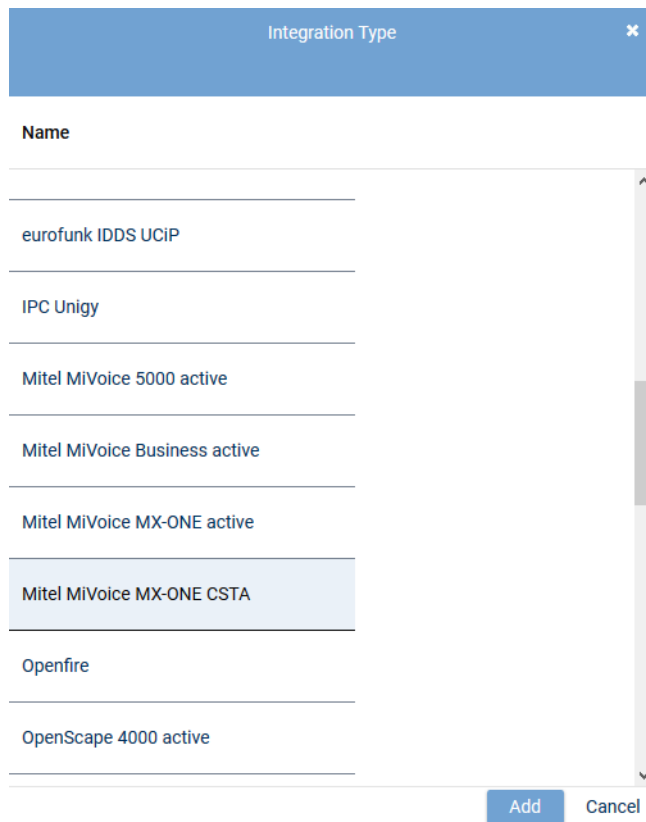 Integration Type
Name
eurofunk IDDS UCiP
IPC Unigy
Mitel MiVoice 5000 active
Mitel MiVoice Business active
Mitel MiVoice MX-ONE active
Mitel MiVoice MX-ONE CSTA
Openfire
OpenScape 4000 active
Add Cancel